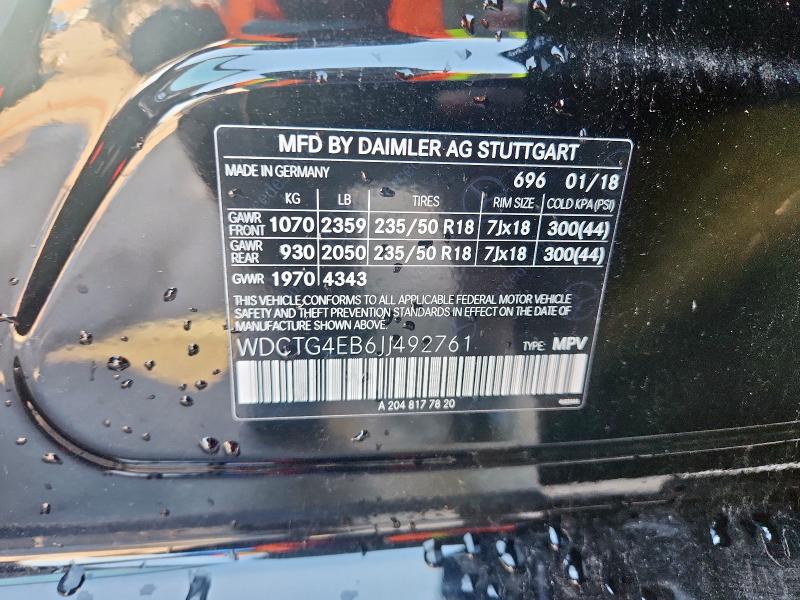 MFD BY DAIMLER AG STUTTGART
MADE IN GERMANY 696 01/18
KG LB TIRES RIM SIZE COLD KPA (PSI)
GAWR FRONT 1070 2359 235/50 R18 7Jx18 300(44)
GAWR REAR 930 2050 235/50 R18 7Jx18 300(44)
GVWR 1970 4343
THIS VEHICLE CONFORMS TO ALL APPLICABLE FEDERAL MOTOR VEHICLE
SAFETY AND THEFT PREVENTION STANDARDS IN EFFECT ON THE DATE OF
MANUFACTURE SHOWN ABOVE.
WDCTG4EB6JJ492761 TYPE: MPV
A 204 817 78 20